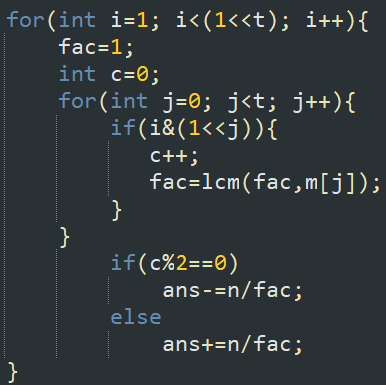 for(int i=1; i<(1<<t); i++){
    fac=1;
    int c=0;
    for(int j=0; j<t; j++){
        if(i&(1<<j)){
           c++;
           fac=lcm(fac,m[j]);
        }
    }
        if(c%2==0)
            ans-=n/fac;
        else
            ans+=n/fac;
}